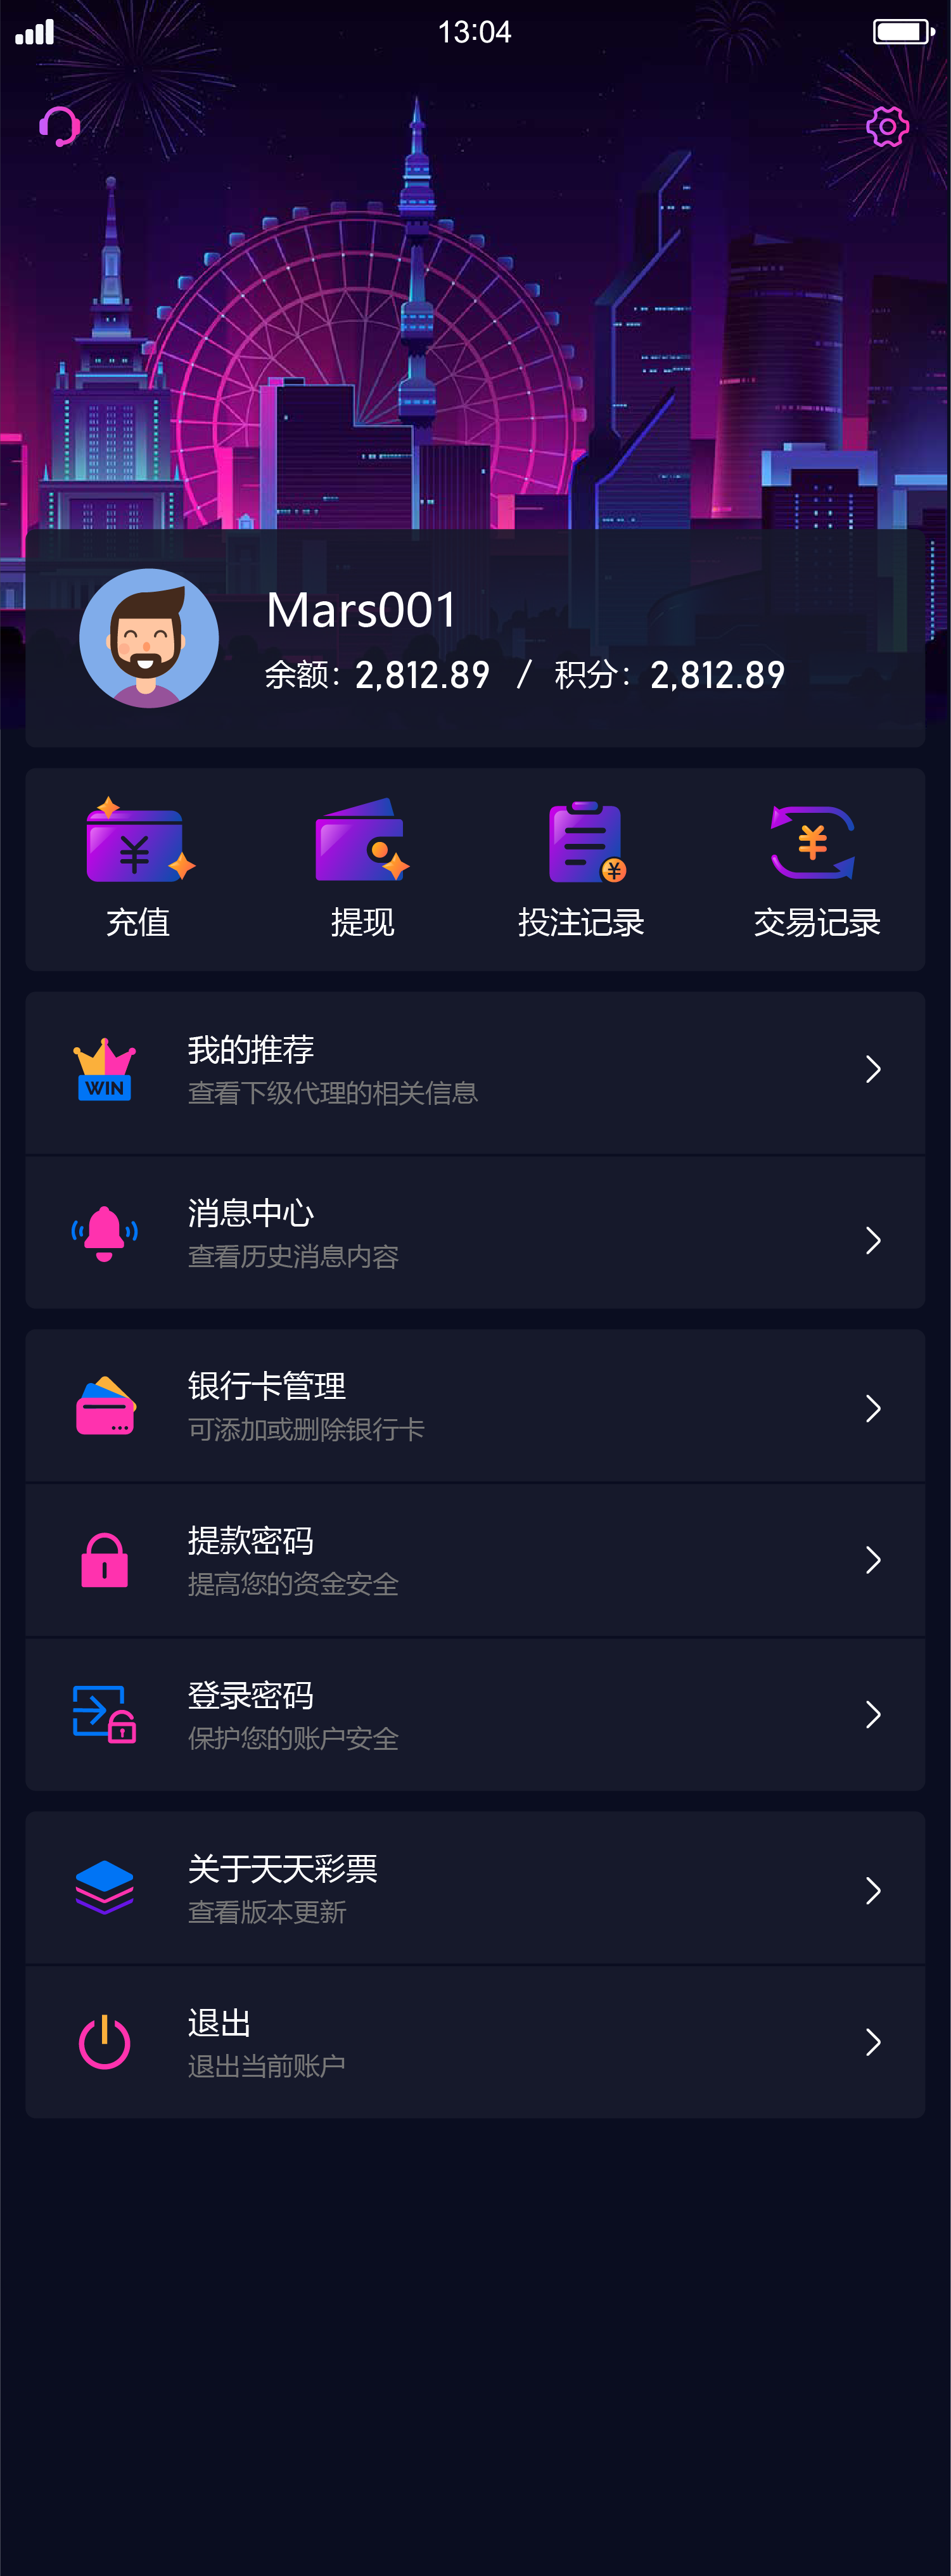 13:04
Mars001
余额：2,812.89 / 积分：2,812.89
充值 提现 投注记录 交易记录
我的推荐
WIN
查看下级代理的相关信息
消息中心
查看历史消息内容
银行卡管理
可添加或删除银行卡
提款密码
提高您的资金安全
登录密码
保护您的账户安全
关于天天彩票
查看版本更新
退出
退出当前账户